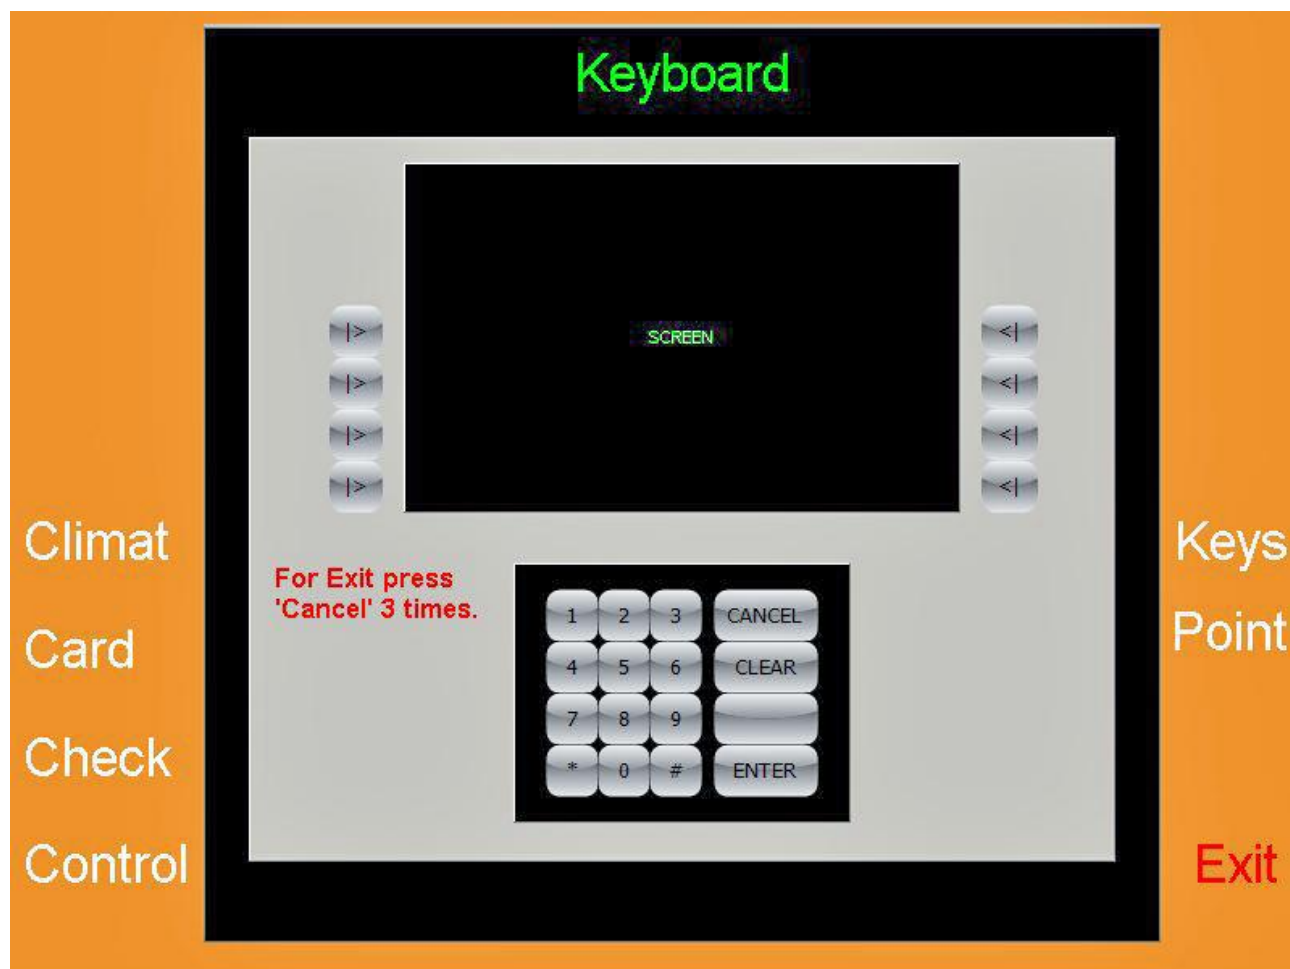 Keyboard
SCREEN
|> <|
|> <|
|> <|
|> <|
Climat
Card
Check
Control
For Exit press
'Cancel' 3 times.
1 2 3 CANCEL
4 5 6 CLEAR
7 8 9
* 0 # ENTER
Keys
Point
Exit